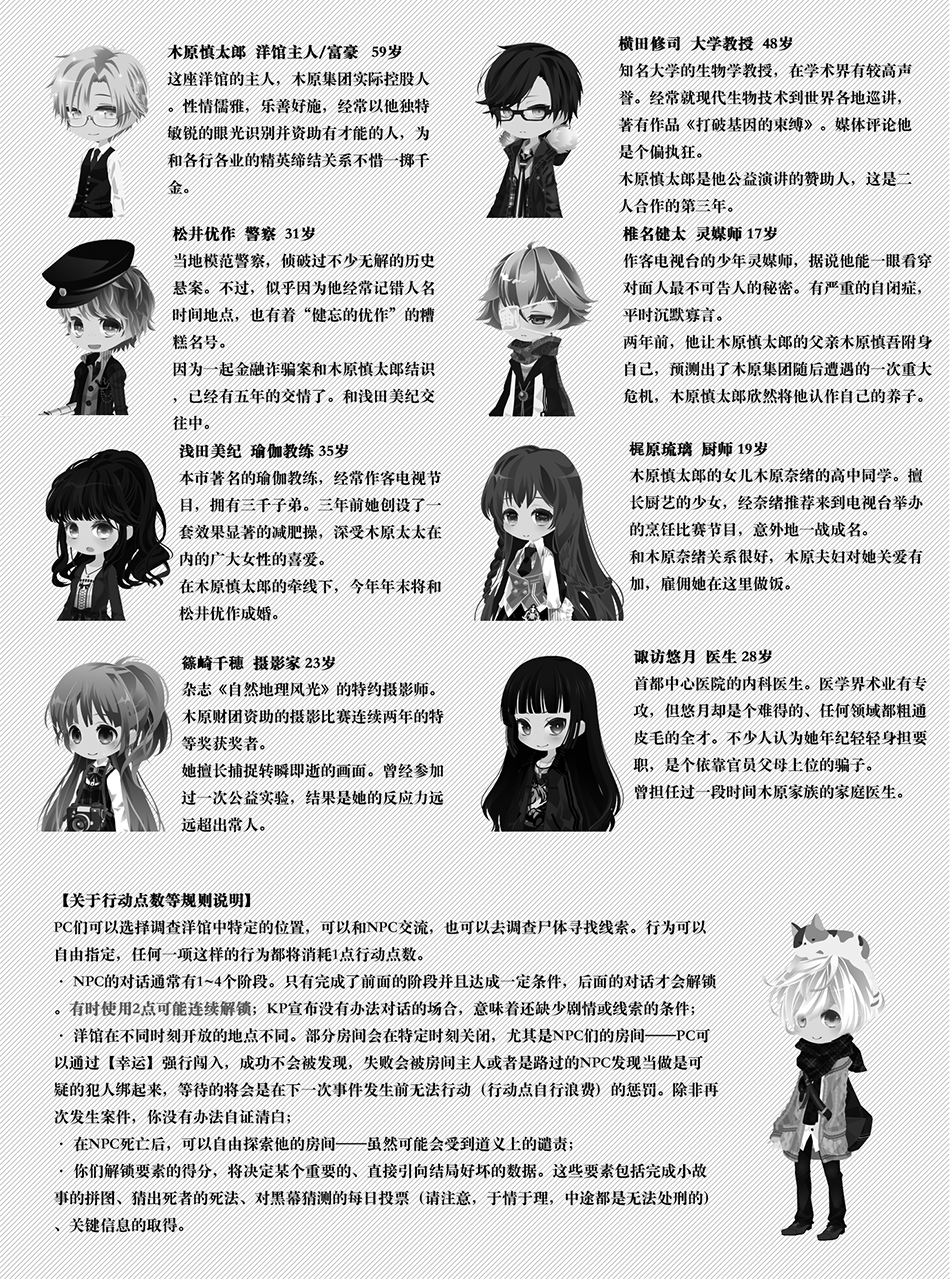 木原慎太郎 洋馆主人/富豪 59岁
这座洋馆的主人，木原集团实际控股人
。性情儒雅，乐善好施，经常以他独特
敏锐的眼光识别并资助有才能的人，为
和各行各业的精英缔结关系不惜一掷千
金。
横田修司 大学教授 48岁
知名大学的生物学教授，在学术界有较高声
誉。经常就现代生物技术到世界各地巡讲，
著有作品《打破基因的束缚》。媒体评论他
是个偏执狂。
木原慎太郎是他公益演讲的赞助人，这是二
人合作的第三年。
松井优作 警察 31岁
当地模范警察，侦破过不少无解的历史
悬案。不过，似乎因为他经常记错人名
时间地点，也有着“健忘的优作”的糟
糕名号。
因为一起金融诈骗案和木原慎太郎结识
，已经有五年的交情了。和浅田美纪交
往中。
椎名健太 灵媒师 17岁
作客电视台的少年灵媒师，据说他能一眼看穿
对面人最不可告人的秘密。有严重的自闭症，
平时沉默寡言。
两年前，他让木原慎太郎的父亲木原慎吾附身
自己，预测出了木原集团随后遭遇的一次重大
危机，木原慎太郎欣然将他认作自己的养子。
浅田美纪 瑜伽教练 35岁
本市著名的瑜伽教练，经常作客电视节
目，拥有三千子弟。三年前她创设了一
套效果显著的减肥操，深受木原太太在
内的广大女性的喜爱。
在木原慎太郎的牵线下，今年年末将和
松井优作成婚。
梶原琉璃 厨师 19岁
木原慎太郎的女儿木原奈绪的高中同学。擅
长厨艺的少女，经奈绪推荐来到电视台举办
的烹饪比赛节目，意外地一战成名。
和木原奈绪关系很好，木原夫妇对她关爱有
加，雇佣她在这里做饭。
篠崎千穗 摄影家 23岁
杂志《自然地理风光》的特约摄影师。
木原财团资助的摄影比赛连续两年的特
等奖获奖者。
她擅长捕捉转瞬即逝的画面。曾经参加
过一次公益实验，结果是她的反应力远
远超出常人。
诹访悠月 医生 28岁
首都中心医院的内科医生。医学界术业有专
攻，但悠月却是个难得的、任何领域都粗通
皮毛的全才。不少人认为她年纪轻轻身担要
职，是个依靠官员父母上位的骗子。
曾担任过一段时间木原家族的家庭医生。
【关于行动点数等规则说明】
PC们可以选择调查洋馆中特定的位置，可以和NPC交流，也可以去调查尸体寻找线索。行为可以
自由指定，任何一项这样的行为都将消耗1点行动点数。
· NPC的对话通常有1~4个阶段。只有完成了前面的阶段并且达成一定条件，后面的对话才会解锁
。有时使用2点可能连续解锁；KP宣布没有办法对话的场合，意味着还缺少剧情或线索的条件；
· 洋馆在不同时刻开放的地点不同。部分房间会在特定时刻关闭，尤其是NPC们的房间——PC可
以通过【幸运】强行闯入，成功不会被发现，失败会被房间主人或者是路过的NPC发现当做是可
疑的犯人绑起来，等待的将会是在下一次事件发生前无法行动（行动点自行浪费）的惩罚。除非再
次发生案件，你没有办法自证清白；
· 在NPC死亡后，可以自由探索他的房间——虽然可能会受到道义上的谴责；
· 你们解锁要素的得分，将决定某个重要的、直接引向结局好坏的数据。这些要素包括完成小故
事的拼图、猜出死者的死法、对黑幕猜测的每日投票（请注意，于情于理，中途都是无法处刑的）
、关键信息的取得。